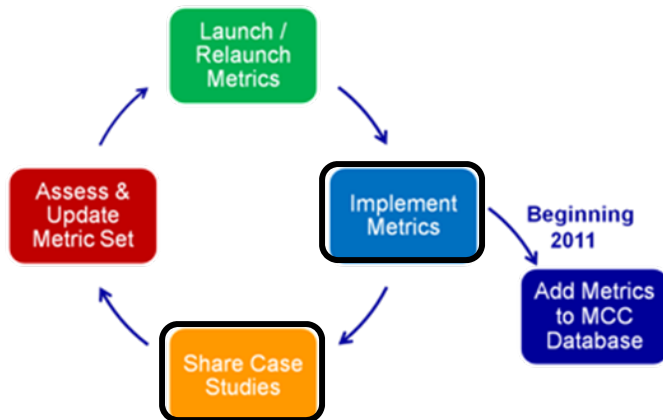 Launch /
Relaunch
Metrics
Assess &
Update
Metric Set
Implement
Metrics
Beginning
2011
Add Metrics
to MCC
Database
Share Case
Studies